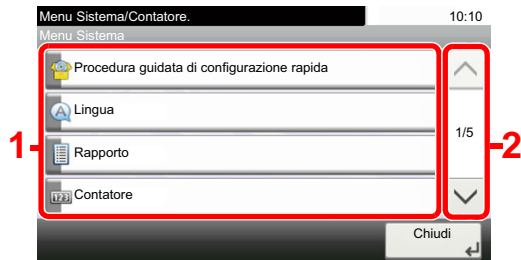 Menu Sistema/Contatore. 10:10
Menu Sistema
Procedura guidata di configurazione rapida
Lingua
1 1/5 2
Rapporto
123 Contatore
Chiudi